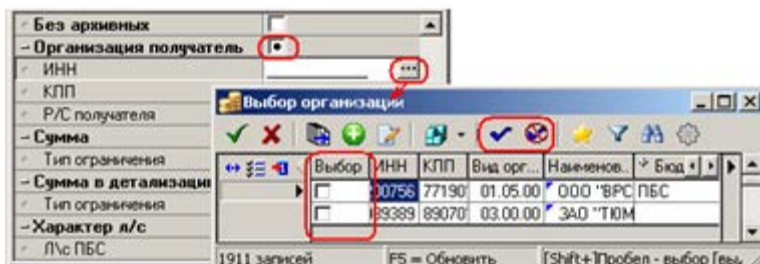 Без архивных
Организация получатель
ИНН
КПП
Р/С получателя
Сумма
Тип ограничения
Сумма в детализации
Тип ограничения
Характер л/с
Л\с ПБС
Выбор организации
Выбор ИНН КПП Вид орг... Наименов.. Бюд
00756 77190 01.05.00 ООО "ВРС ПБС
39389 89070 03.00.00 ЗАО "ТЮМ
1911 записей F5 = Обновить [Shift+]Пробел - выбор [вы.